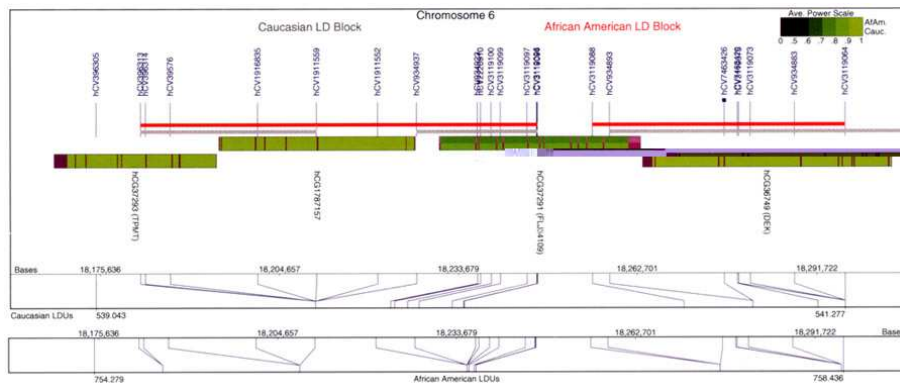 Chromosome 6
Caucasian LD Block
African American LD Block
Ave. Power Scale
AfAm.
Cauc.
0 .5 .6 .7 .8 .9 1
hCV396305
hCV39576
hCV1916835
hCV1911559
hCV1911552
hCV934937
hCV3119100
hCV3119099
hCV3119097
hCV3119088
hCV934893
hCV7463426
hCV3119073
hCV934883
hCV3119064
hCG37293 (TPMT)
hCG1787157
hCG36749 (DEK)
Bases
18,175,636
18,204,657
18,233,679
18,262,701
18,291,722
Caucasian LDUs
539.043
541.277
18,175,636
18,204,657
18,233,679
18,262,701
18,291,722
Bases
754.279
African American LDUs
758.436